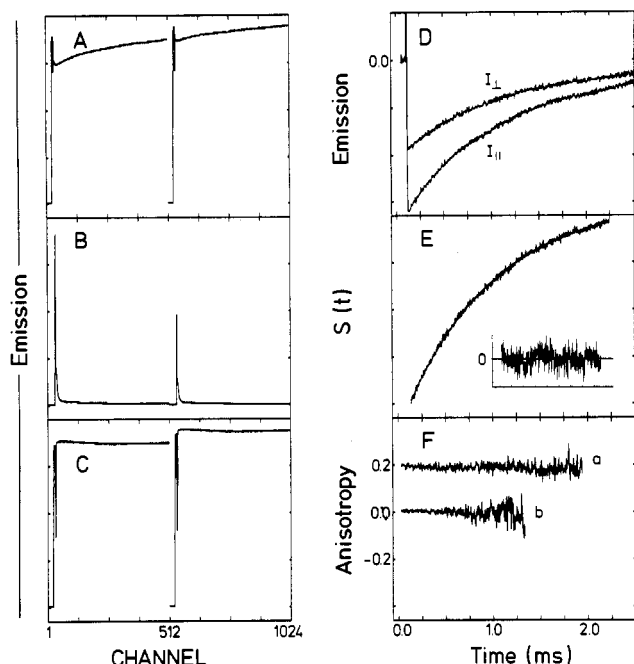 A
B
C
Emission
1
512
1024
CHANNEL
D
0.0
Emission
I⊥
I||
E
S (t)
0
F
a
b
0.2
0.0
-0.2
Anisotropy
0.0
1.0
2.0
Time (ms)